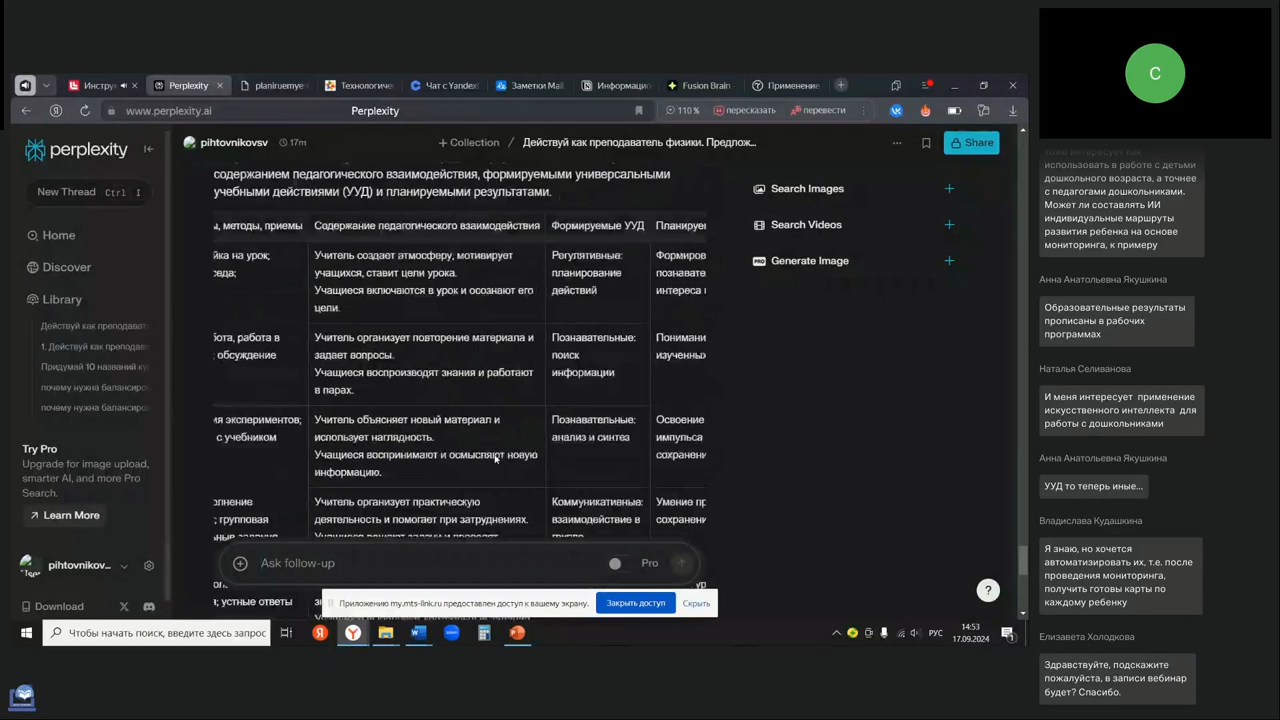 Инструк
Perplexity
planiruemye
Технологичес
Чат с Yandex
Заметки Mail
Информацио
Fusion Brain
Применение
www.perplexity.ai
Perplexity
110 %
пересказать
перевести
perplexity
New Thread Ctrl I
Home
Discover
Library
Действуй как преподават
1. Действуй как преподава
Придумай 10 названий ку
почему нужна балансиро
почему нужна балансиро
Try Pro
Upgrade for image upload,
smarter AI, and more Pro
Search.
Learn More
pihtovnikov...
Download
pihtovnikovsv 17m
+ Collection / Действуй как преподаватель физики. Предлож...
Share
содержанием педагогического взаимодействия, формируемыми универсальными
учебными действиями (УУД) и планируемыми результатами.
ы, методы, приемы Содержание педагогического взаимодействия Формируемые УУД Планируем
йка на урок; Учитель создает атмосферу, мотивирует Регулятивные: Формиров
седа; учащихся, ставит цели урока. планирование познавате
Учащиеся включаются в урок и осознают его действий интереса
цели.
бота, работа в Учитель организует повторение материала и Познавательные: Понимани
; обсуждение задает вопросы. поиск изученных
Учащиеся воспроизводят знания и работают информации
в парах.
ия экспериментов; Учитель объясняет новый материал и Познавательные: Освоение
с учебником использует наглядность. анализ и синтез импульса
Учащиеся воспринимают и осмысляют новую сохранени
информацию.
олнение Учитель организует практическую Коммуникативные: Умение пр
; групповая деятельность и помогает при затруднениях. взаимодействие в сохранени
; устные ответы
Ask follow-up
Pro
Приложению my.mts-link.ru предоставлен доступ к вашему экрану.
Закрыть доступ
Скрыть
Search Images
Search Videos
PRO Generate Image
?
Чтобы начать поиск, введите здесь запрос
РУС
14:53
17.09.2024
С
тоже интересует как
использовать в работе с детьми
дошкольного возраста, а точнее
с педагогами дошкольниками.
Может ли составлять ИИ
индивидуальные маршруты
развития ребенка на основе
мониторинга, к примеру
Анна Анатольевна Якушкина
Образовательные результаты
прописаны в рабочих
программах
Наталья Селиванова
И меня интересует применение
искусственного интеллекта для
работы с дошкольниками
Анна Анатольевна Якушкина
УУД то теперь иные...
Владислава Кудашкина
Я знаю, но хочется
автоматизировать их, т.е. после
проведения мониторинга,
получить готовы карты по
каждому ребенку
Елизавета Холодкова
Здравствуйте, подскажите
пожалуйста, в записи вебинар
будет? Спасибо.